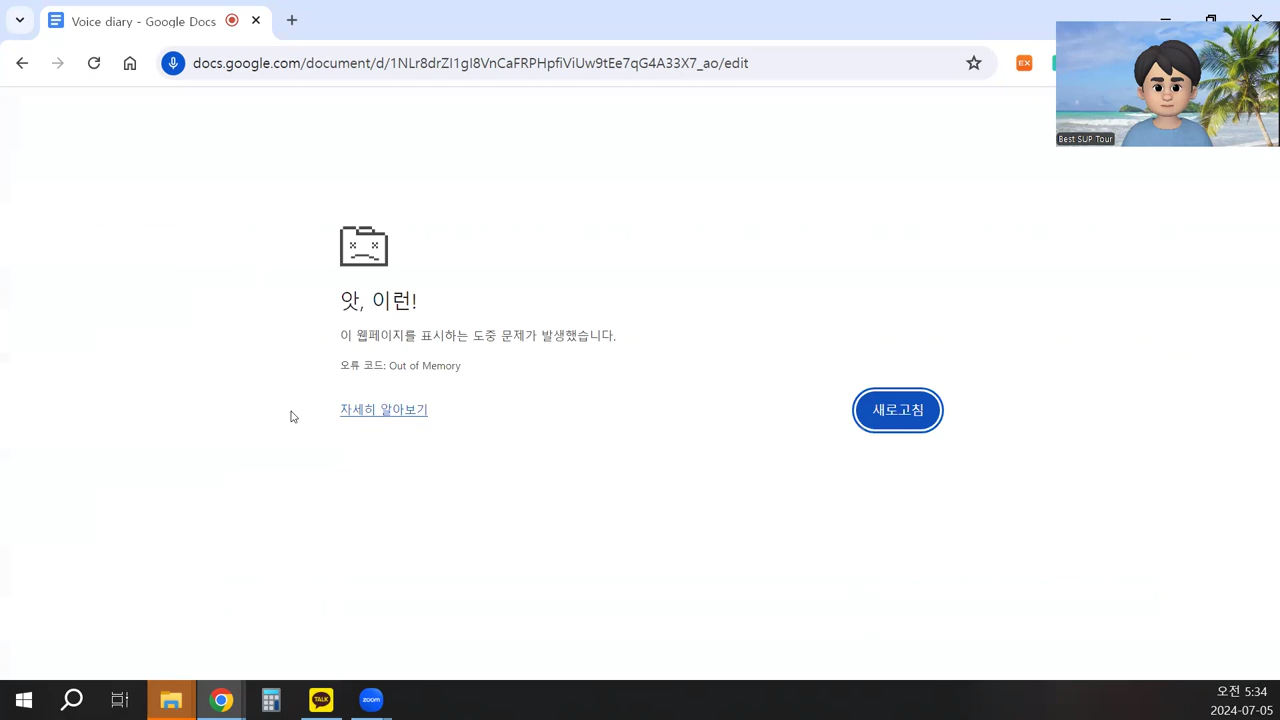 Voice diary - Google Docs
docs.google.com/document/d/1NLr8drZI1gI8VnCaFRPHpfiViUw9tEe7qG4A33X7_ao/edit
EX
Best SUP Tour
앗, 이런!
이 웹페이지를 표시하는 도중 문제가 발생했습니다.
오류 코드: Out of Memory
자세히 알아보기
새로고침
TALK
zoom
오전 5:34
2024-07-05